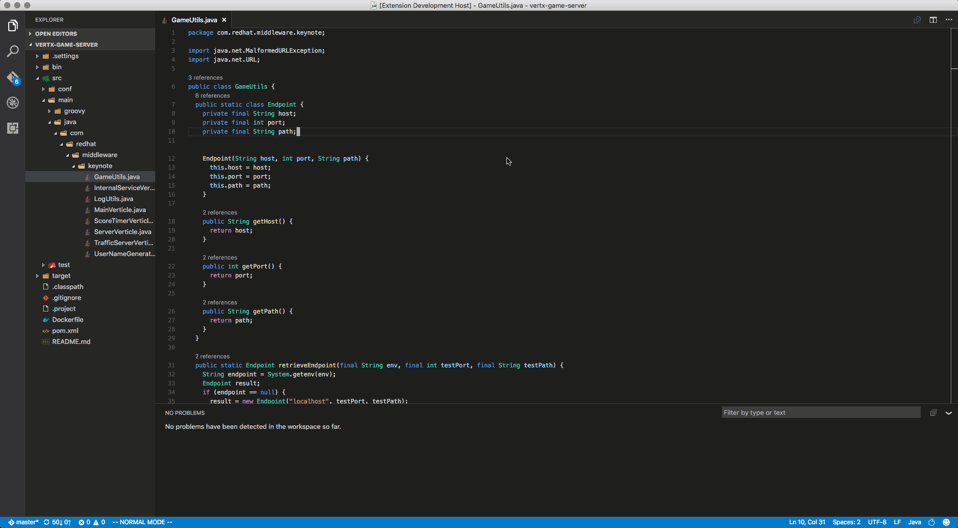 [Extension Development Host] - GameUtils.java - vertx-game-server
EXPLORER
OPEN EDITORS
VERTX-GAME-SERVER
.settings
bin
src
conf
main
groovy
java
com
redhat
middleware
keynote
GameUtils.java
InternalServiceVer...
LogUtils.java
MainVerticle.java
ScoreTimerVerticl...
ServerVerticle.java
TrafficServerVerti...
UserNameGenerat...
test
target
.classpath
.gitignore
.project
Dockerfile
pom.xml
README.md
6
GameUtils.java ×
1 package com.redhat.middleware.keynote;
2
3 import java.net.MalformedURLException;
4 import java.net.URL;
5
3 references
6 public class GameUtils {
8 references
7 public static class Endpoint {
8 private final String host;
9 private final int port;
10 private final String path;
11
12 Endpoint(String host, int port, String path) {
13 this.host = host;
14 this.port = port;
15 this.path = path;
16 }
17
2 references
18 public String getHost() {
19 return host;
20 }
21
2 references
22 public int getPort() {
23 return port;
24 }
25
2 references
26 public String getPath() {
27 return path;
28 }
29 }
30
2 references
31 public static Endpoint retrieveEndpoint(final String env, final int testPort, final String testPath) {
32 String endpoint = System.getenv(env);
33 Endpoint result;
34 if (endpoint == null) {
35 result = new Endpoint("localhost", testPort, testPath);
NO PROBLEMS
Filter by type or text
No problems have been detected in the workspace so far.
master* 50↓ 0↑ 0 0 -- NORMAL MODE -- Ln 10, Col 31 Spaces: 2 UTF-8 LF Java